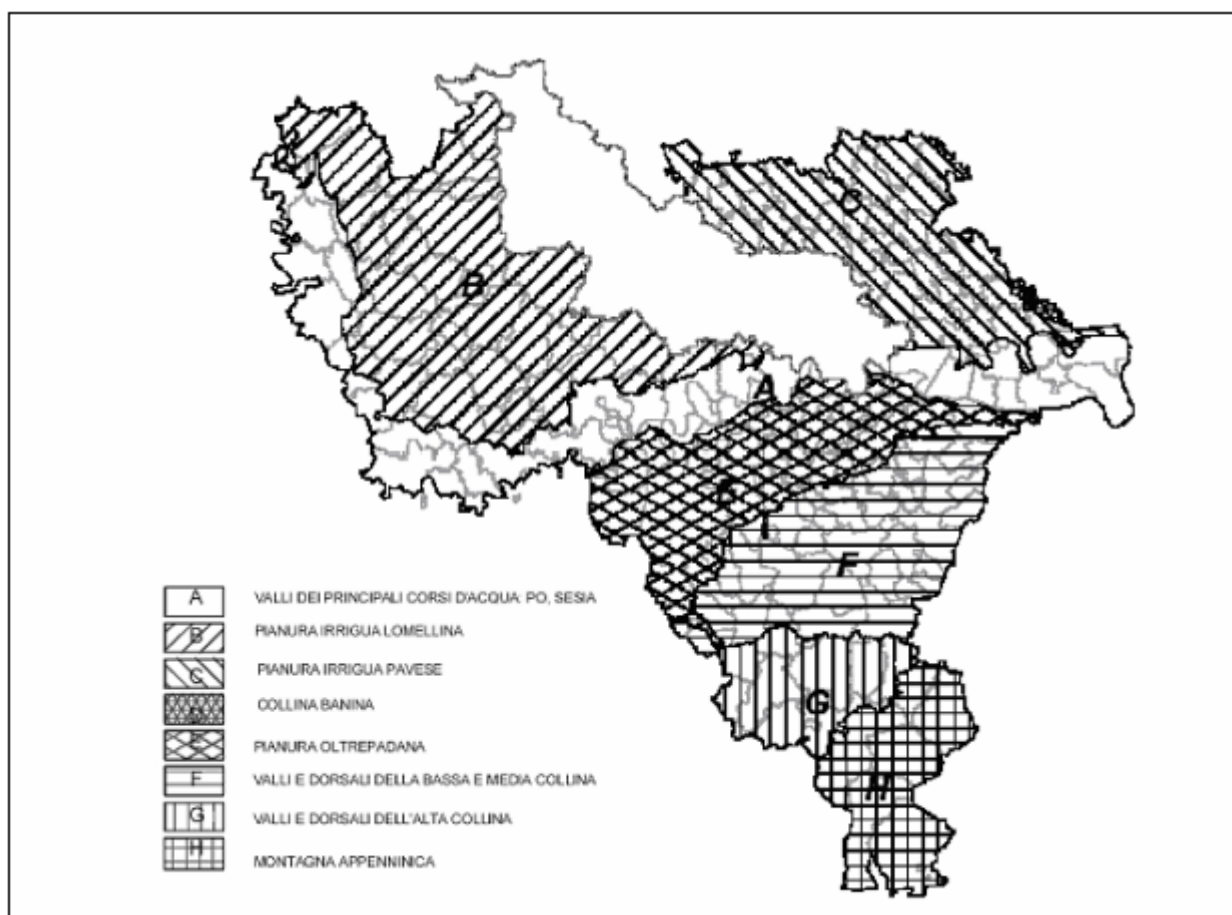 C
B
A
E
F
G
H
A VALLI DEI PRINCIPALI CORSI D'ACQUA: PO, SESIA
B PIANURA IRRIGUA LOMELLINA
C PIANURA IRRIGUA PAVESE
D COLLINA BANINA
E PIANURA OLTREPADANA
F VALLI E DORSALI DELLA BASSA E MEDIA COLLINA
G VALLI E DORSALI DELL'ALTA COLLINA
H MONTAGNA APPENNINICA